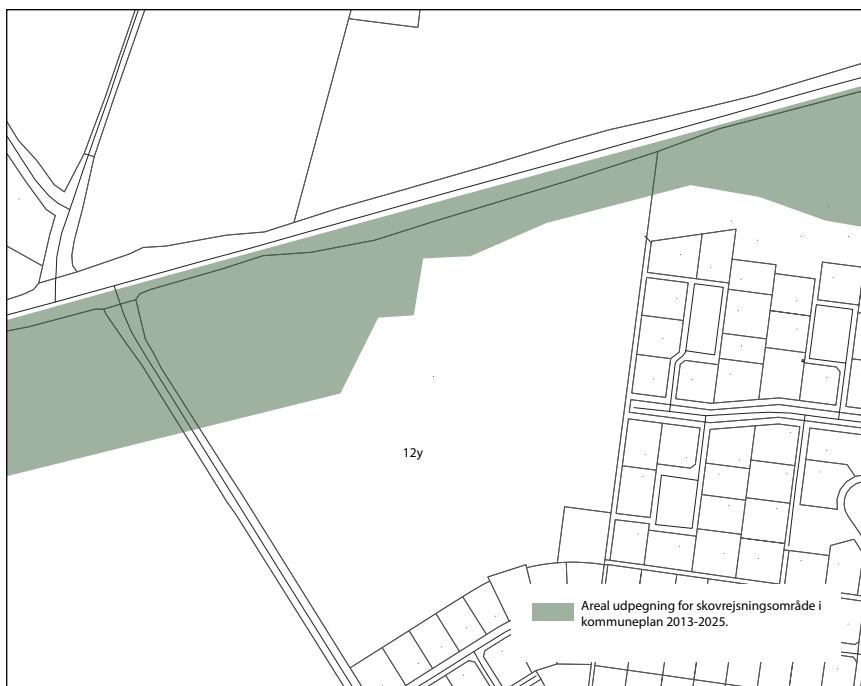 12y
Areal udpegning for skovrejsningsområde i
kommuneplan 2013-2025.